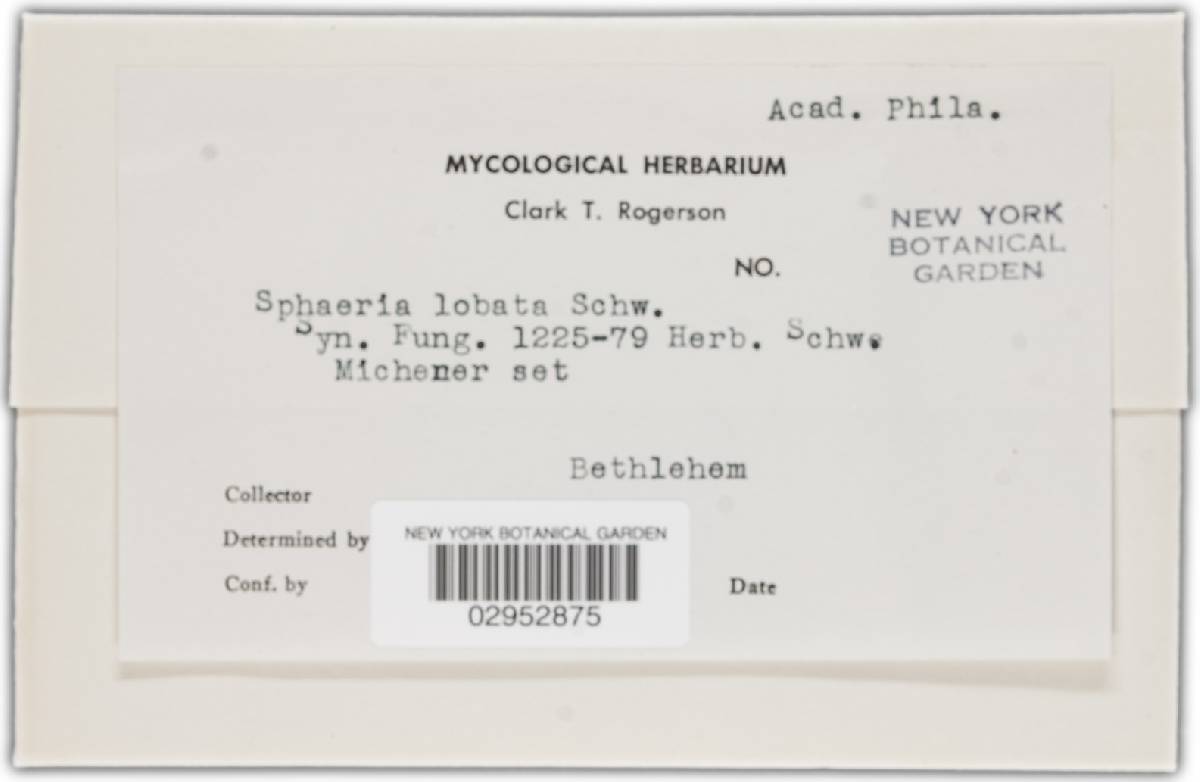 Acad. Phila.
MYCOLOGICAL HERBARIUM
Clark T. Rogerson
NEW YORK
BOTANICAL
GARDEN
NO.
Sphaeria lobata Schw.
Syn. Fung. 1225-79 Herb. Schw.
Michener set
Bethlehem
Collector
Determined by
Conf. by
NEW YORK BOTANICAL GARDEN
02952875
Date